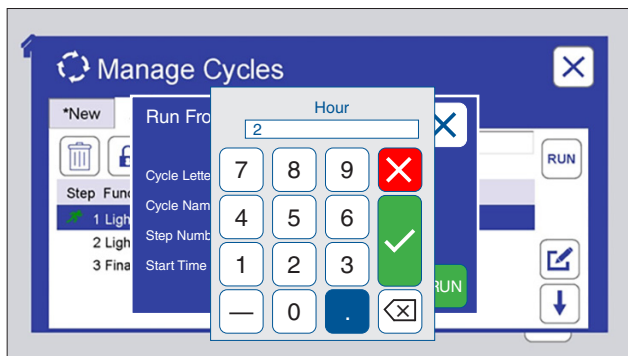 Manage Cycles
*New
Run Fro
Hour
2
7 8 9
4 5 6
1 2 3
— 0 .
Cycle Lette
Cycle Nam
Step Numb
Start Time
RUN
RUN
Step Func
1 Ligh
2 Ligh
3 Fina